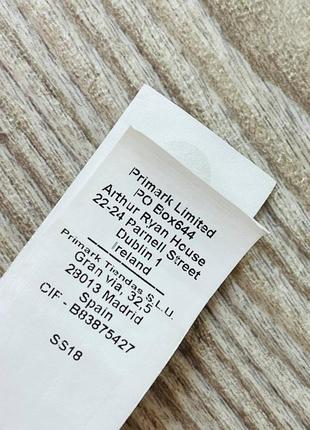 Primark Limited
PO Box644
Arthur Ryan House
22-24 Parnell Street
Dublin 1
Ireland
Primark Tiendas S.L.U.
Gran Via, 32,5
28013 Madrid
Spain
CIF - B83875427
SS18